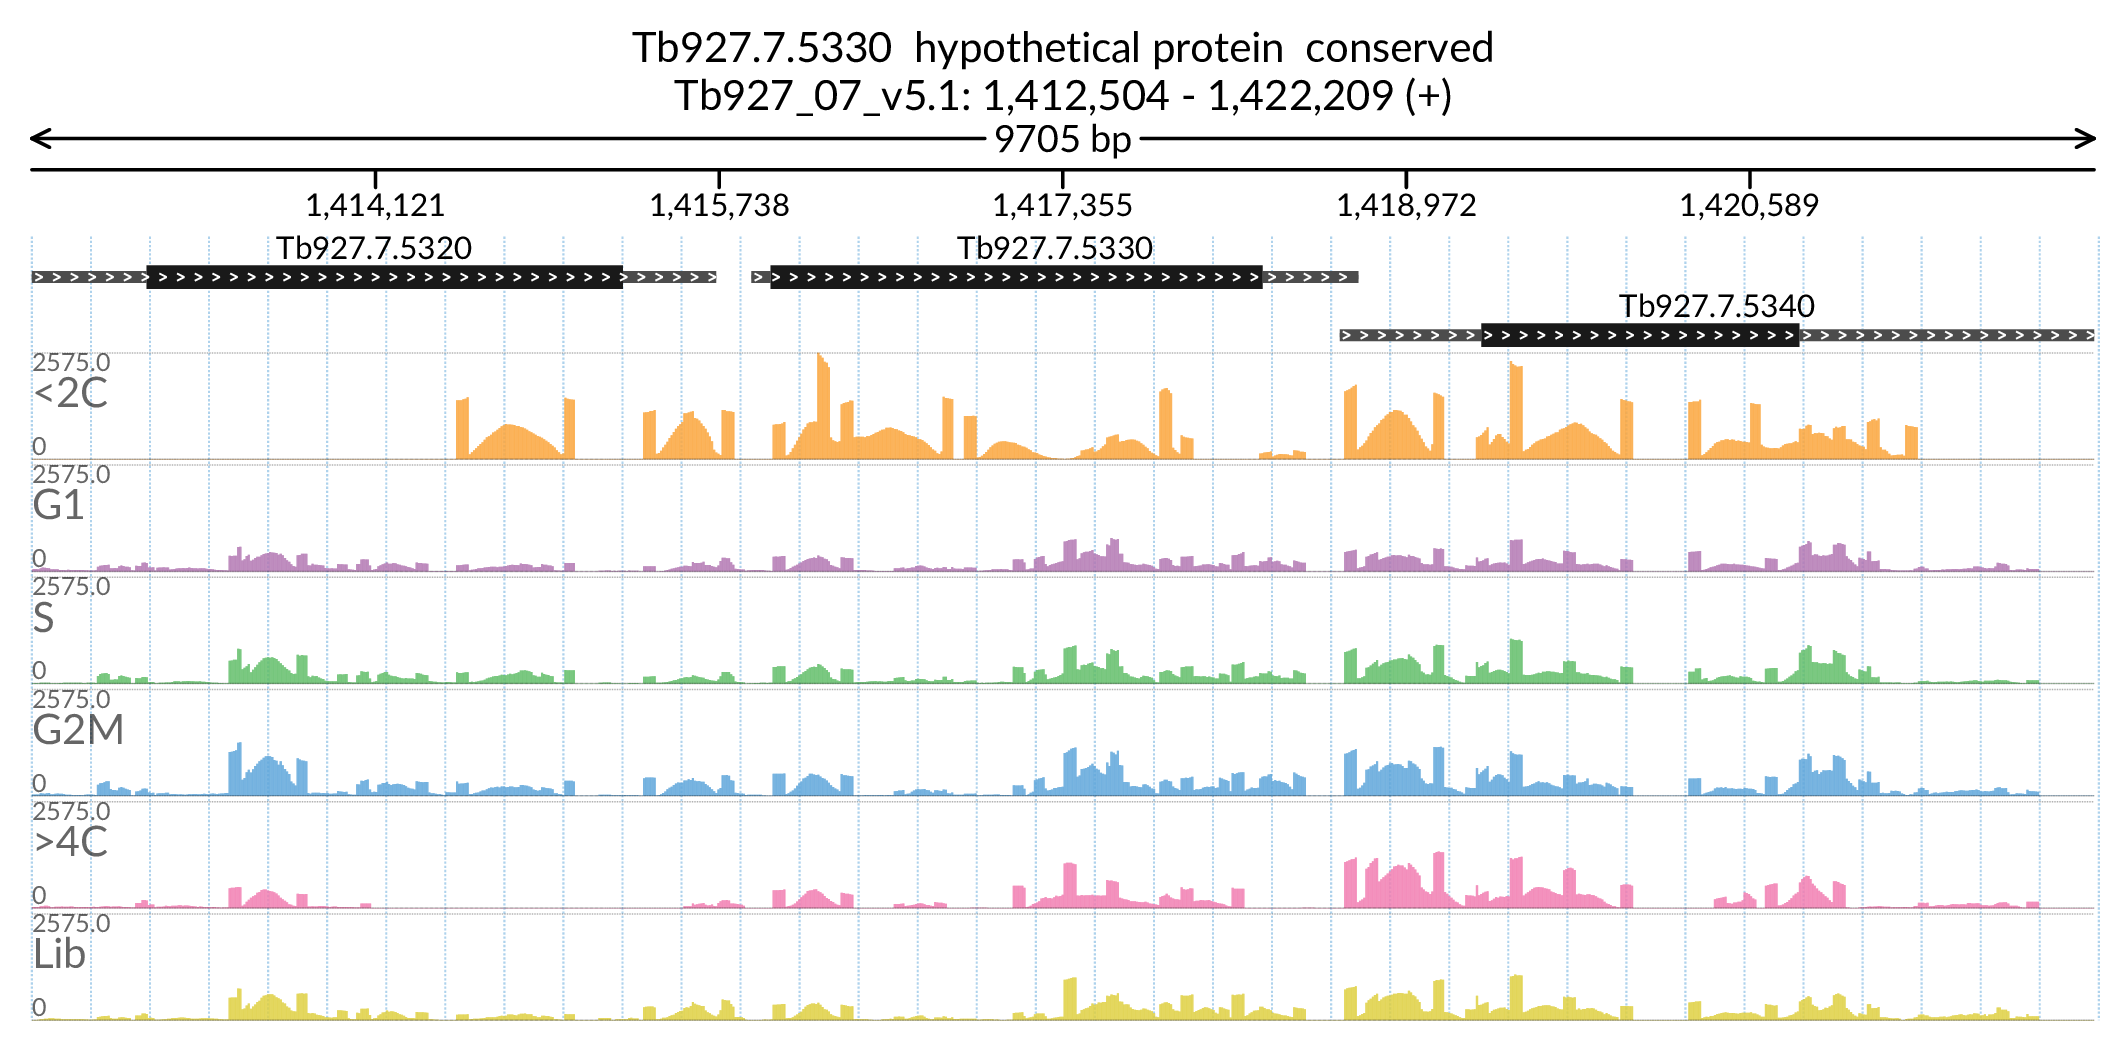 Tb927.7.5330  hypothetical protein  conserved
Tb927_07_v5.1: 1,412,504 - 1,422,209 (+)
9705 bp
1,414,121 1,415,738 1,417,355 1,418,972 1,420,589
Tb927.7.5320 Tb927.7.5330
Tb927.7.5340
2575.0
<2C
0
2575.0
G1
0
2575.0
S
0
2575.0
G2M
0
2575.0
>4C
0
2575.0
Lib
0